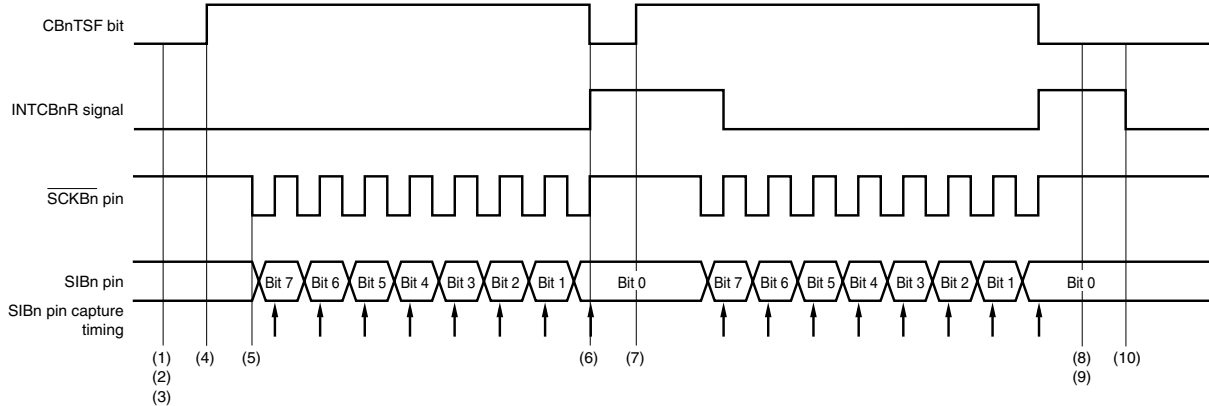 CBnTSF bit
INTCBnR signal
SCKBn pin
SIBn pin
Bit 7 Bit 6 Bit 5 Bit 4 Bit 3 Bit 2 Bit 1 Bit 0 Bit 7 Bit 6 Bit 5 Bit 4 Bit 3 Bit 2 Bit 1 Bit 0
SIBn pin capture
timing
(1) (4) (5) (6) (7) (8) (10)
(2) (9)
(3)